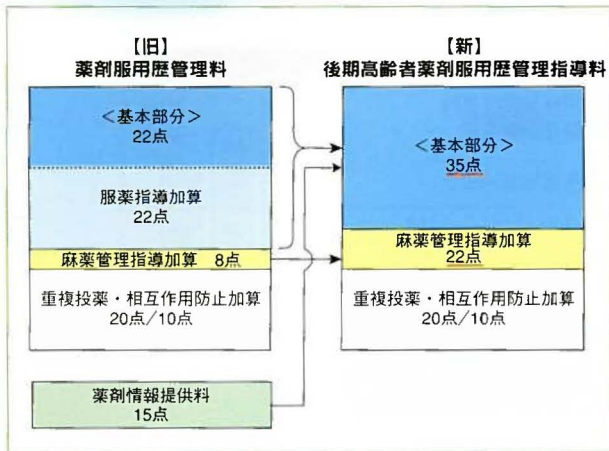 【旧】
薬剤服用歴管理料
<基本部分>
22点
服薬指導加算
22点
麻薬管理指導加算 8点
重複投薬・相互作用防止加算
20点/10点
薬剤情報提供料
15点
【新】
後期高齢者薬剤服用歴管理指導料
<基本部分>
35点
麻薬管理指導加算
22点
重複投薬・相互作用防止加算
20点/10点